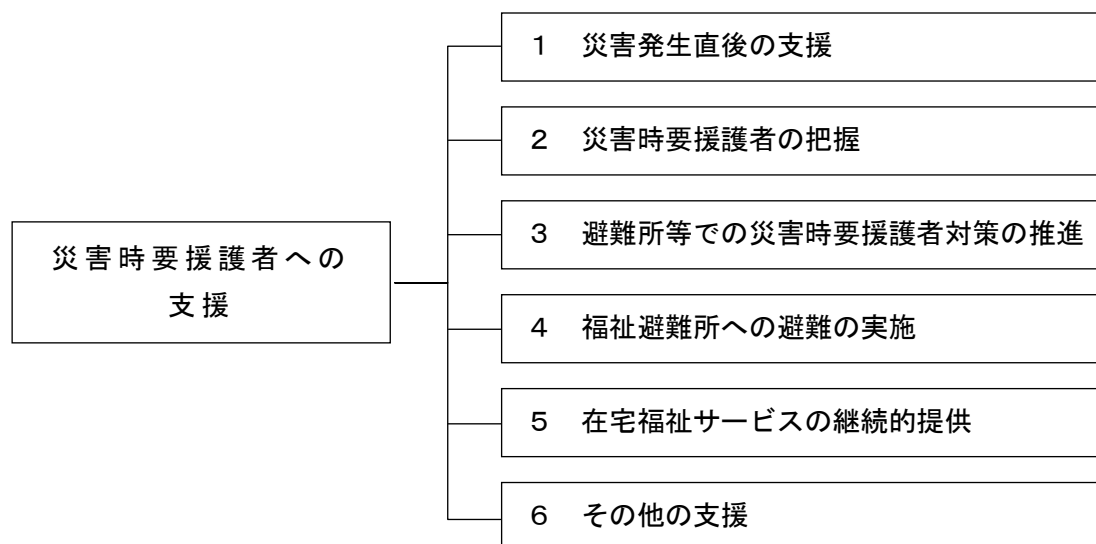 災害時要援護者への
支援
１　災害発生直後の支援
２　災害時要援護者の把握
３　避難所等での災害時要援護者対策の推進
４　福祉避難所への避難の実施
５　在宅福祉サービスの継続的提供
６　その他の支援